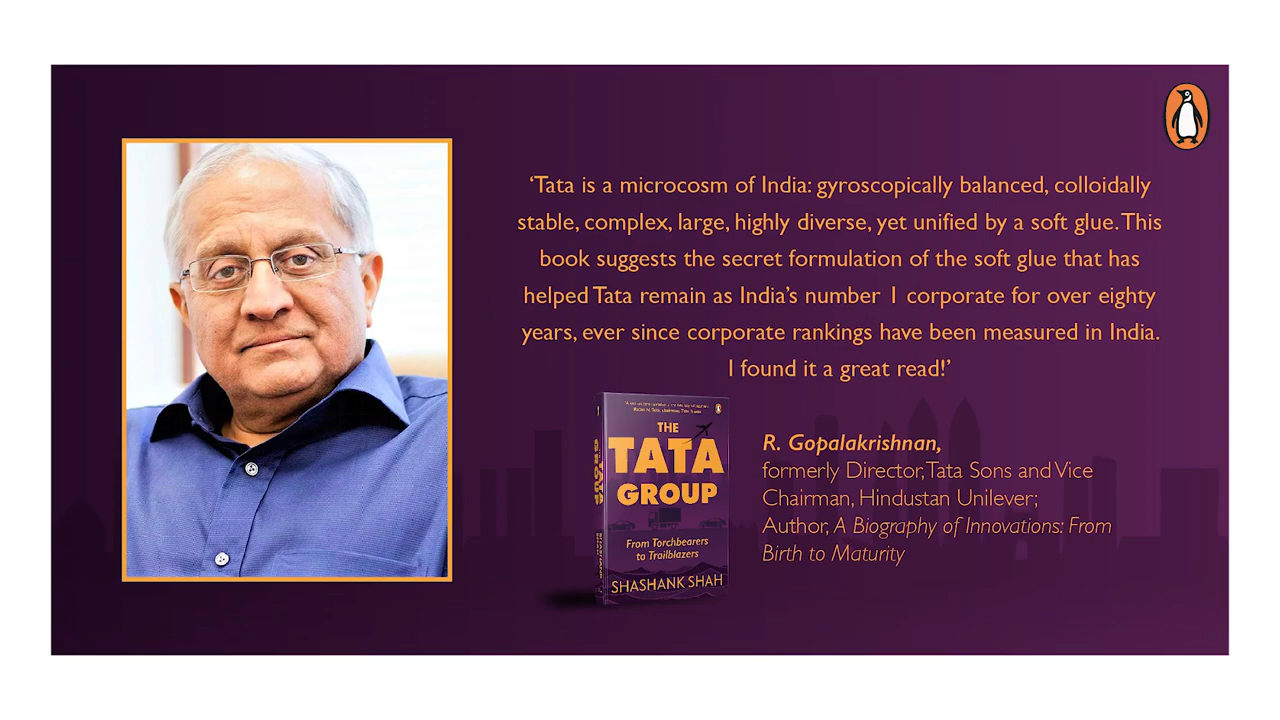 ‘Tata is a microcosm of India: gyroscopically balanced, colloidally
stable, complex, large, highly diverse, yet unified by a soft glue. This
book suggests the secret formulation of the soft glue that has
helped Tata remain as India’s number 1 corporate for over eighty
years, ever since corporate rankings have been measured in India.
I found it a great read!’
THE
TATA
GROUP
From Torchbearers
to Trailblazers
SHASHANK SHAH
R. Gopalakrishnan,
formerly Director, Tata Sons and Vice
Chairman, Hindustan Unilever;
Author, A Biography of Innovations: From
Birth to Maturity